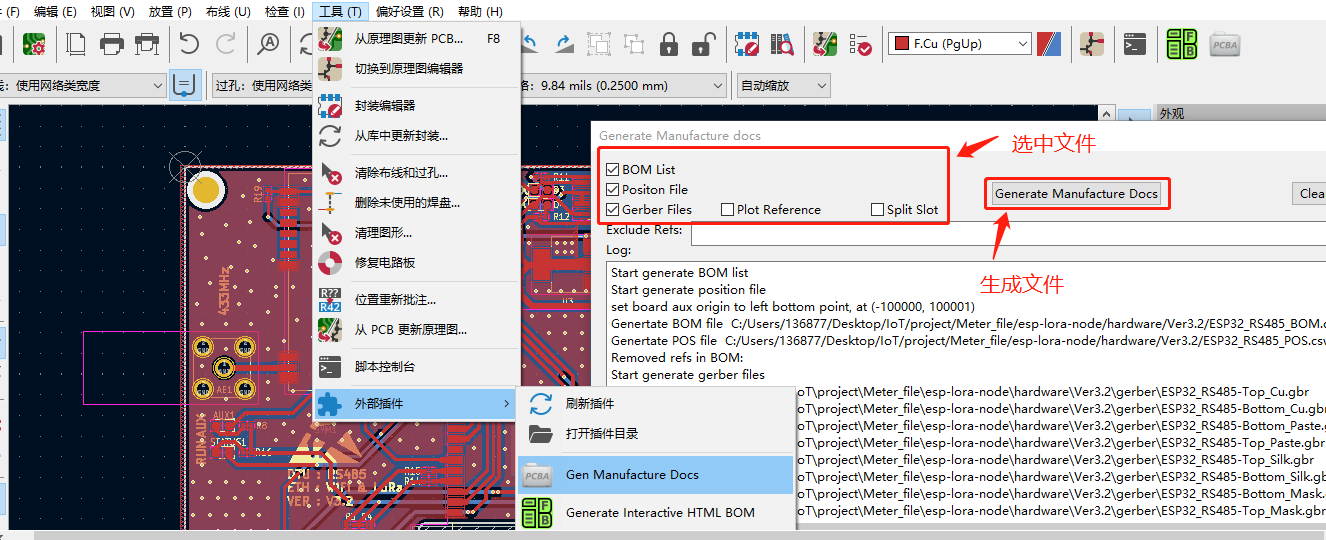 (F) 编辑 (E) 视图 (V) 放置 (P) 布线 (U) 检查 (I) 工具 (T) 偏好设置 (R) 帮助 (H)
F.Cu (PgUp)
PCBA
使用网络类宽度
过孔: 使用网络类
9.84 mils (0.2500 mm)
自动缩放
从原理图更新 PCB... F8
切换到原理图编辑器
封装编辑器
从库中更新封装...
清除布线和过孔...
删除未使用的焊盘...
清理图形...
修复电路板
位置重新批注...
从 PCB 更新原理图...
脚本控制台
外部插件
刷新插件
打开插件目录
Gen Manufacture Docs
Generate Interactive HTML BOM
外观
Generate Manufacture docs
BOM List
Positon File
Gerber Files Plot Reference Split Slot
选中文件
Generate Manufacture Docs
Clea
生成文件
Exclude Refs:
Log:
Start generate BOM list
Start generate position file
set board aux origin to left bottom point, at (-100000, 100001)
Genertate BOM file C:/Users/136877/Desktop/IoT/project/Meter_file/esp-lora-node/hardware/Ver3.2/ESP32_RS485_BOM.c
Genertate POS file C:/Users/136877/Desktop/IoT/project/Meter_file/esp-lora-node/hardware/Ver3.2/ESP32_RS485_POS.csv
Removed refs in BOM:
Start generate gerber files
oT\project\Meter_file\esp-lora-node\hardware\Ver3.2\gerber\ESP32_RS485-Top_Cu.gbr
oT\project\Meter_file\esp-lora-node\hardware\Ver3.2\gerber\ESP32_RS485-Bottom_Cu.gbr
oT\project\Meter_file\esp-lora-node\hardware\Ver3.2\gerber\ESP32_RS485-Bottom_Paste.g
oT\project\Meter_file\esp-lora-node\hardware\Ver3.2\gerber\ESP32_RS485-Top_Paste.gbr
oT\project\Meter_file\esp-lora-node\hardware\Ver3.2\gerber\ESP32_RS485-Top_Silk.gbr
oT\project\Meter_file\esp-lora-node\hardware\Ver3.2\gerber\ESP32_RS485-Bottom_Silk.gb
oT\project\Meter_file\esp-lora-node\hardware\Ver3.2\gerber\ESP32_RS485-Bottom_Mask.g
oT\project\Meter_file\esp-lora-node\hardware\Ver3.2\gerber\ESP32_RS485-Top_Mask.gbr
R19
433MHz
AE1
AUX1
RUNAUX
R16
R11
R12
U3
DTU : RS485
ETH : WIFI & LoRa
VER : V3.2